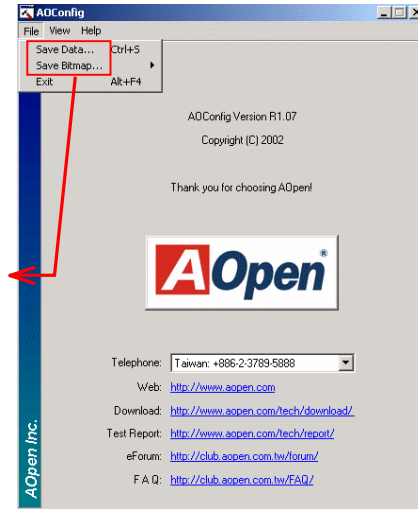 AOConfig
File View Help
Save Data... Ctrl+S
Save Bitmap...
Exit Alt+F4
AOConfig Version R1.07
Copyright (C) 2002
Thank you for choosing AOpen!
AOpen®
Telephone: Taiwan: +886-2-3789-5888
Web: http://www.aopen.com
Download: http://www.aopen.com/tech/download/
Test Report: http://www.aopen.com/tech/report/
eForum: http://club.aopen.com.tw/forum/
F A Q: http://club.aopen.com.tw/FAQ/
AOpen Inc.